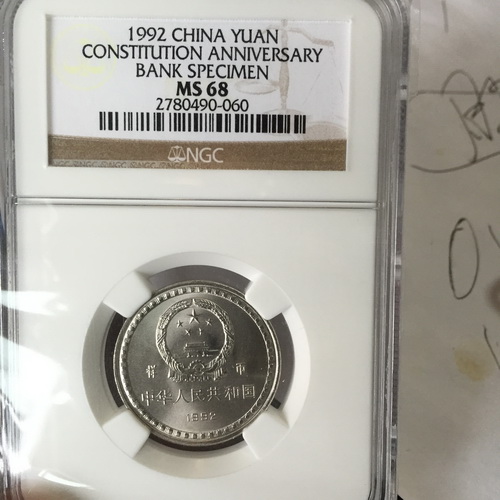 1992 CHINA YUAN
CONSTITUTION ANNIVERSARY
BANK SPECIMEN
MS 68
2780490-060
NGC
样 币
中华人民共和国
1992